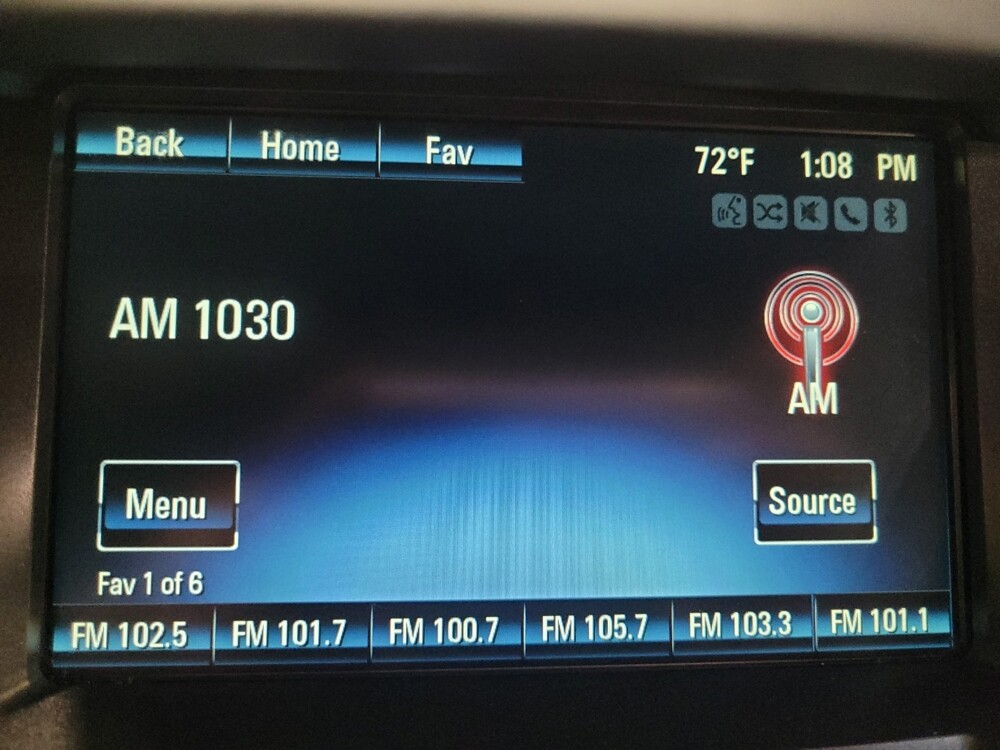 Back Home Fav 72°F 1:08 PM
AM 1030
AM
Menu Source
Fav 1 of 6
FM 102.5 FM 101.7 FM 100.7 FM 105.7 FM 103.3 FM 101.1